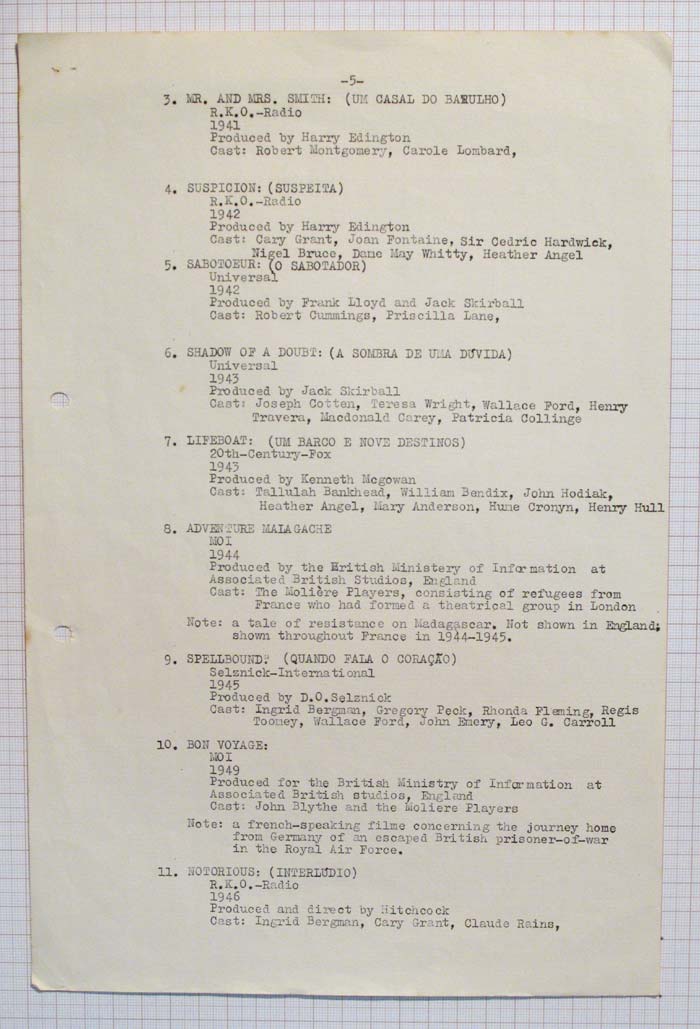 -5-
3. MR. AND MRS. SMITH: (UM CASAL DO BARULHO)
R.K.O.-Radio
1941
Produced by Harry Edington
Cast: Robert Montgomery, Carole Lombard,
4. SUSPICION: (SUSPEITA)
R.K.O.-Radio
1942
Produced by Harry Edington
Cast: Cary Grant, Joan Fontaine, Sir Cedric Hardwick,
Nigel Bruce, Dame May Whitty, Heather Angel
5. SABOTOEUR: (O SABOTADOR)
Universal
1942
Produced by Frank Lloyd and Jack Skirball
Cast: Robert Cummings, Priscilla Lane,
6. SHADOW OF A DOUBT: (A SOMBRA DE UMA DÚVIDA)
Universal
1943
Produced by Jack Skirball
Cast: Joseph Cotten, Teresa Wright, Wallace Ford, Henry
Travera, Macdonald Carey, Patricia Collinge
7. LIFEBOAT: (UM BARCO E NOVE DESTINOS)
20th-Century-Fox
1943
Produced by Kenneth Mcgowan
Cast: Tallulah Bankhead, William Bendix, John Hodiak,
Heather Angel, Mary Anderson, Hume Cronyn, Henry Hull
8. ADVENTURE MALAGACHE
MOI
1944
Produced by the British Ministery of Information at
Associated British Studios, England
Cast: The Molière Players, consisting of refugees from
France who had formed a theatrical group in London
Note: a tale of resistance on Madagascar. Not shown in England;
shown throughout France in 1944-1945.
9. SPELLBOUND: (QUANDO FALA O CORAÇÃO)
Selznick-International
1945
Produced by D.O.Selznick
Cast: Ingrid Bergman, Gregory Peck, Rhonda Fleming, Regis
Toomey, Wallace Ford, John Emery, Leo G. Carroll
10. BON VOYAGE:
MOI
1949
Produced for the British Ministry of Information at
Associated British studios, England
Cast: John Blythe and the Moliere Players
Note: a french-speaking filme concerning the journey home
from Germany of an escaped British prisoner-of-war
in the Royal Air Force.
11. NOTORIOUS: (INTERLÚDIO)
R.K.O.-Radio
1946
Produced and direct by Hitchcock
Cast: Ingrid Bergman, Cary Grant, Claude Rains,